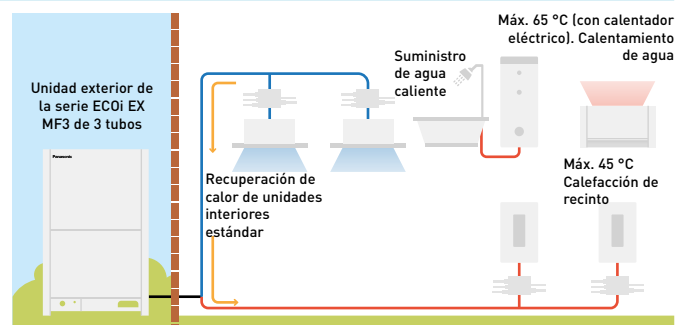 Unidad exterior de
la serie ECOi EX
MF3 de 3 tubos
Panasonic
Recuperación de
calor de unidades
interiores
estándar
Suministro
de agua
caliente
Máx. 65 °C (con calentador
eléctrico). Calentamiento
de agua
Máx. 45 °C
Calefacción de
recinto